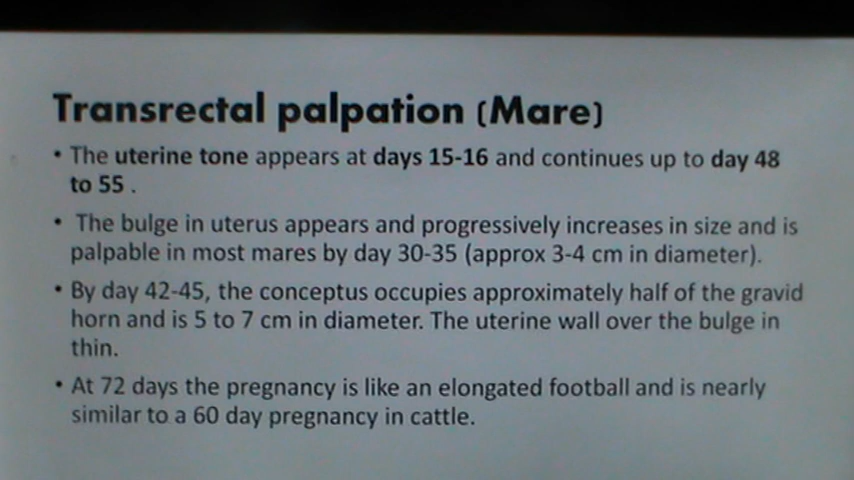 Transrectal palpation (Mare)
• The uterine tone appears at days 15-16 and continues up to day 48
to 55 .
• The bulge in uterus appears and progressively increases in size and is
palpable in most mares by day 30-35 (approx 3-4 cm in diameter).
• By day 42-45, the conceptus occupies approximately half of the gravid
horn and is 5 to 7 cm in diameter. The uterine wall over the bulge in
thin.
• At 72 days the pregnancy is like an elongated football and is nearly
similar to a 60 day pregnancy in cattle.